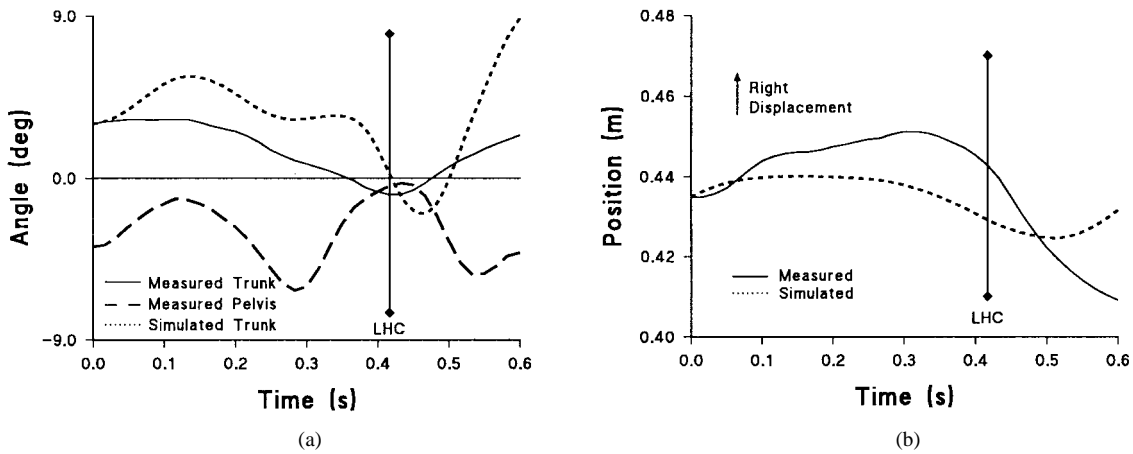 9.0
0.0
-9.0
Angle (deg)
Measured Trunk
Measured Pelvis
Simulated Trunk
LHC
0.0 0.1 0.2 0.3 0.4 0.5 0.6
Time (s)
(a)
0.48
0.46
0.44
0.42
0.40
Position (m)
Right
Displacement
Measured
Simulated
LHC
0.0 0.1 0.2 0.3 0.4 0.5 0.6
Time (s)
(b)